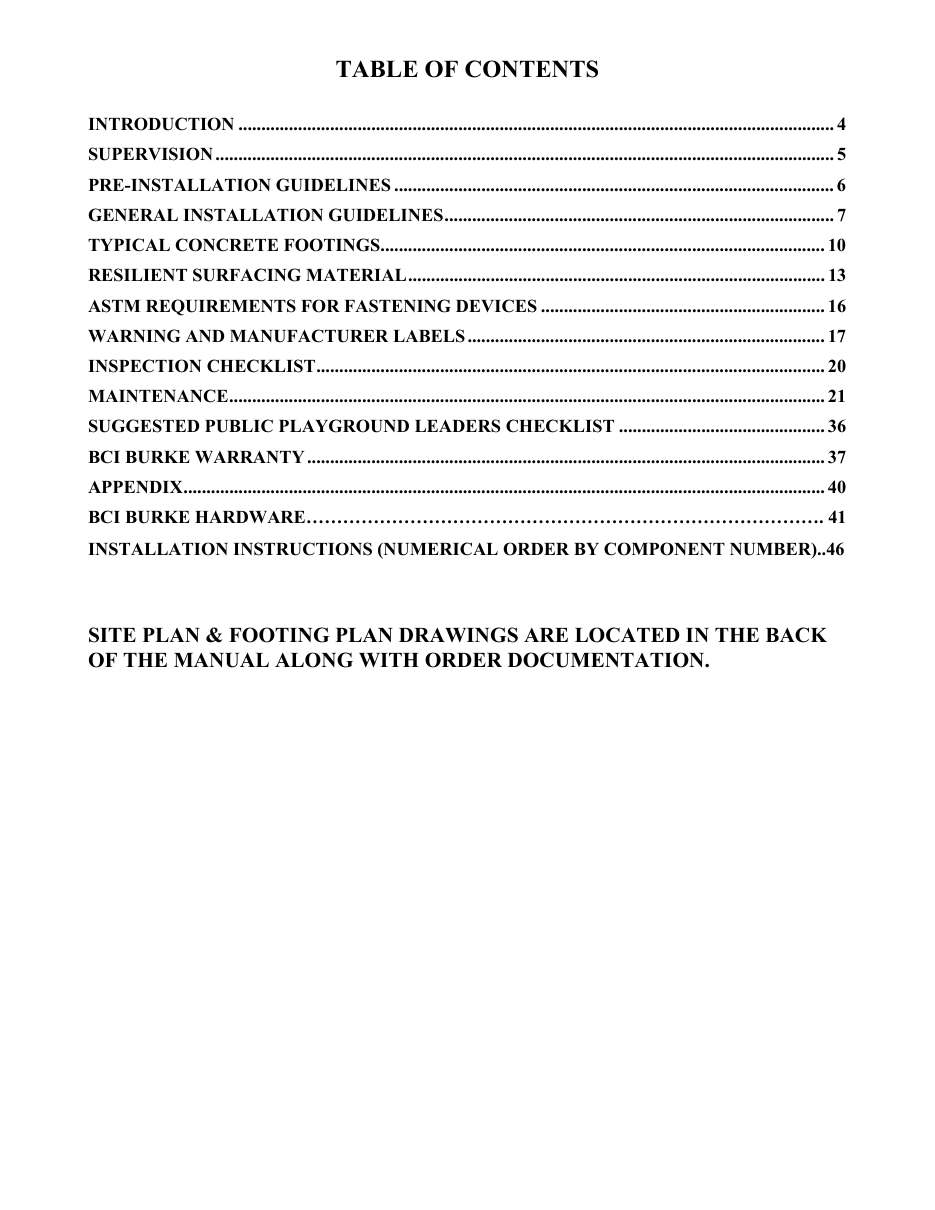 TABLE OF CONTENTS
INTRODUCTION ................................................................................................................................. 4
SUPERVISION ...................................................................................................................................... 5
PRE-INSTALLATION GUIDELINES ................................................................................................ 6
GENERAL INSTALLATION GUIDELINES..................................................................................... 7
TYPICAL CONCRETE FOOTINGS................................................................................................ 10
RESILIENT SURFACING MATERIAL........................................................................................... 13
ASTM REQUIREMENTS FOR FASTENING DEVICES .............................................................. 16
WARNING AND MANUFACTURER LABELS .............................................................................. 17
INSPECTION CHECKLIST............................................................................................................... 20
MAINTENANCE.................................................................................................................................. 21
SUGGESTED PUBLIC PLAYGROUND LEADERS CHECKLIST ............................................. 36
BCI BURKE WARRANTY ................................................................................................................. 37
APPENDIX............................................................................................................................................ 40
BCI BURKE HARDWARE…………………………………………………………………………. 41
INSTALLATION INSTRUCTIONS (NUMERICAL ORDER BY COMPONENT NUMBER)..46
SITE PLAN & FOOTING PLAN DRAWINGS ARE LOCATED IN THE BACK
OF THE MANUAL ALONG WITH ORDER DOCUMENTATION.